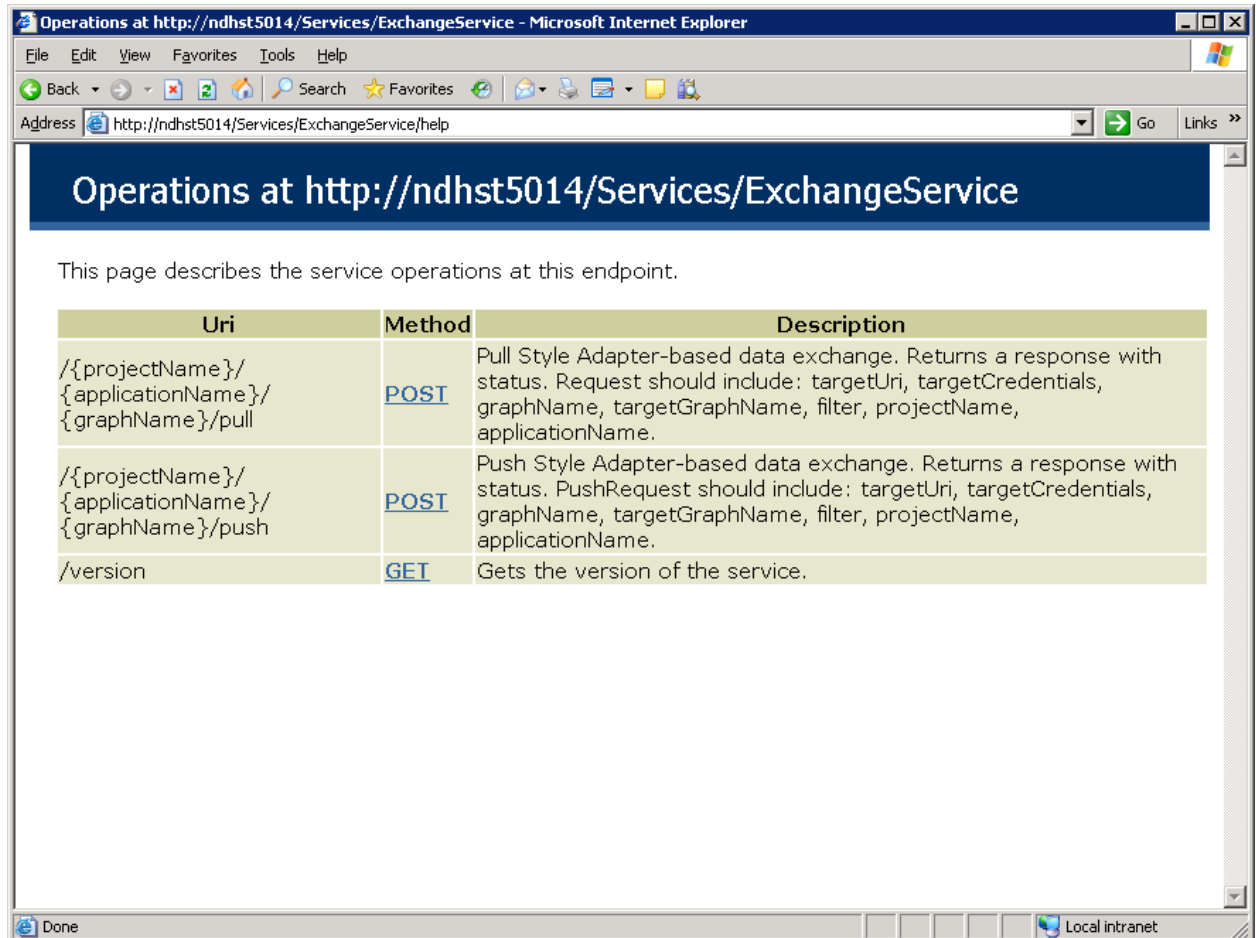 Operations at http://ndhst5014/Services/ExchangeService - Microsoft Internet Explorer
File Edit View Favorites Tools Help
Back Search Favorites
Address http://ndhst5014/Services/ExchangeService/help Go Links »
Operations at http://ndhst5014/Services/ExchangeService
This page describes the service operations at this endpoint.
Uri Method Description
/{projectName}/
{applicationName}/
{graphName}/pull
POST
Pull Style Adapter-based data exchange. Returns a response with
status. Request should include: targetUri, targetCredentials,
graphName, targetGraphName, filter, projectName,
applicationName.
/{projectName}/
{applicationName}/
{graphName}/push
POST
Push Style Adapter-based data exchange. Returns a response with
status. PushRequest should include: targetUri, targetCredentials,
graphName, targetGraphName, filter, projectName,
applicationName.
/version GET Gets the version of the service.
Done Local intranet